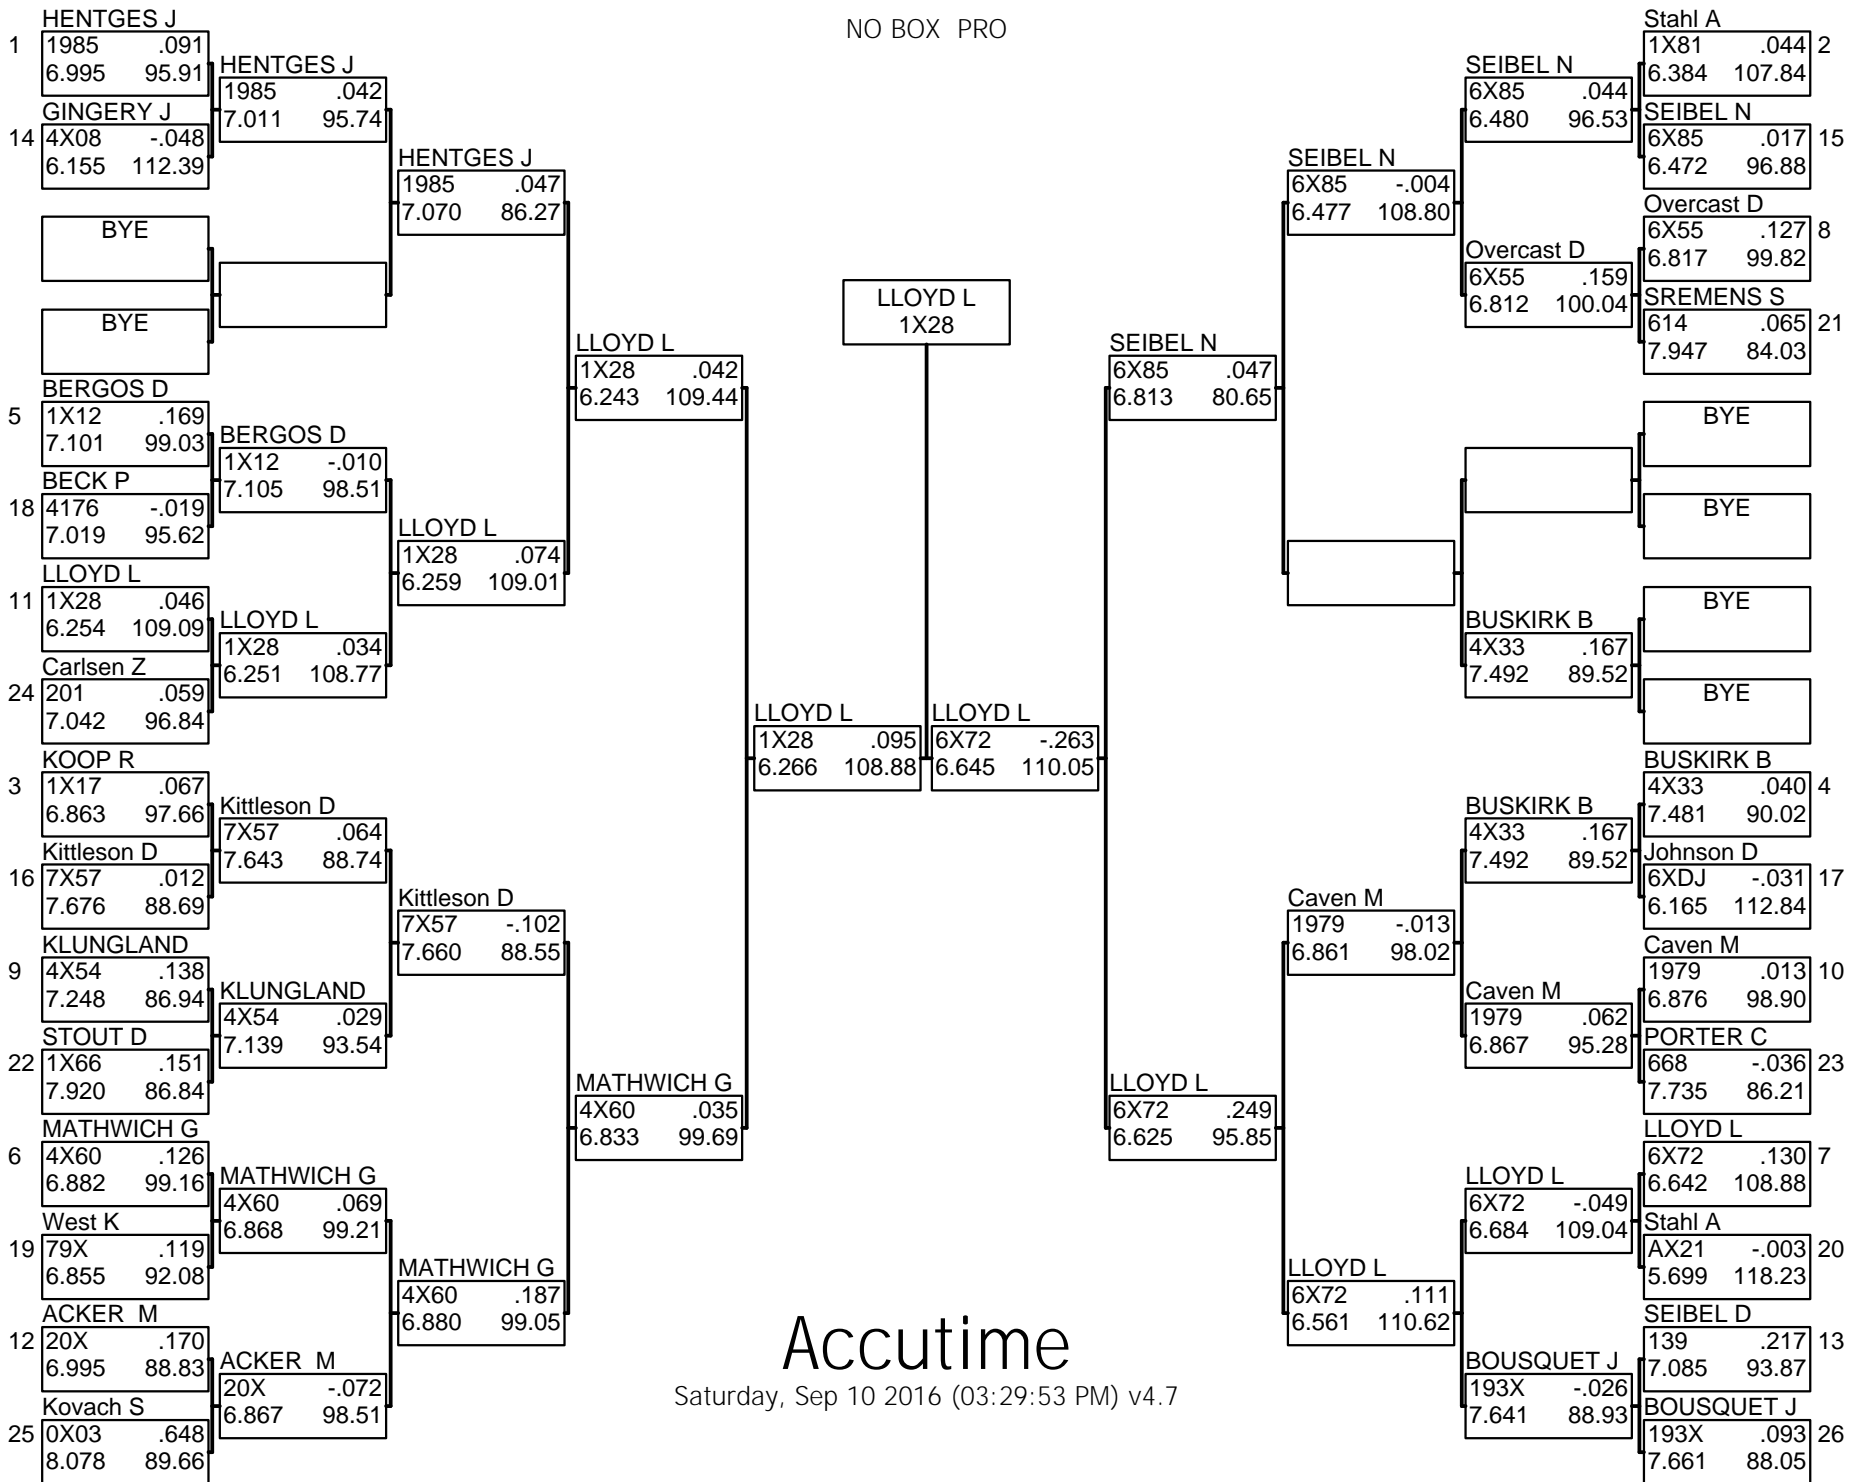 NO BOX PRO
HENTGES J
1 1985 .091
6.995 95.91
GINGERY J
14 4X08 -.048
6.155 112.39
BYE
BYE
BERGOS D
5 1X12 .169
7.101 99.03
BECK P
18 4176 -.019
7.019 95.62
LLOYD L
11 1X28 .046
6.254 109.09
Carlsen Z
24 201 .059
7.042 96.84
KOOP R
3 1X17 .067
6.863 97.66
Kittleson D
16 7X57 .012
7.676 88.69
KLUNGLAND
9 4X54 .138
7.248 86.94
STOUT D
22 1X66 .151
7.920 86.84
MATHWICH G
6 4X60 .126
6.882 99.16
West K
19 79X .119
6.855 92.08
ACKER M
12 20X .170
6.995 88.83
Kovach S
25 0X03 .648
8.078 89.66
HENTGES J
1985 .042
7.011 95.74
BERGOS D
1X12 -.010
7.105 98.51
LLOYD L
1X28 .034
6.251 108.77
Kittleson D
7X57 .064
7.643 88.74
KLUNGLAND
4X54 .029
7.139 93.54
MATHWICH G
4X60 .069
6.868 99.21
ACKER M
20X -.072
6.867 98.51
HENTGES J
1985 .047
7.070 86.27
LLOYD L
1X28 .074
6.259 109.01
Kittleson D
7X57 -.102
7.660 88.55
MATHWICH G
4X60 .187
6.880 99.05
LLOYD L
1X28 .042
6.243 109.44
MATHWICH G
4X60 .035
6.833 99.69
LLOYD L
1X28 .095
6.266 108.88
LLOYD L
1X28
LLOYD L
6X72 -.263
6.645 110.05
SEIBEL N
6X85 .047
6.813 80.65
LLOYD L
6X72 .249
6.625 95.85
SEIBEL N
6X85 -.004
6.477 108.80
Caven M
1979 -.013
6.861 98.02
LLOYD L
6X72 .111
6.561 110.62
SEIBEL N
6X85 .044
6.480 96.53
Overcast D
6X55 .159
6.812 100.04
BUSKIRK B
4X33 .167
7.492 89.52
BUSKIRK B
4X33 .167
7.492 89.52
Caven M
1979 .062
6.867 95.28
LLOYD L
6X72 -.049
6.684 109.04
BOUSQUET J
193X -.026
7.641 88.93
Stahl A
1X81 .044 2
6.384 107.84
SEIBEL N
6X85 .017 15
6.472 96.88
Overcast D
6X55 .127 8
6.817 99.82
SREMENS S
614 .065 21
7.947 84.03
BYE
BYE
BYE
BYE
BUSKIRK B
4X33 .040 4
7.481 90.02
Johnson D
6XDJ -.031 17
6.165 112.84
Caven M
1979 .013 10
6.876 98.90
PORTER C
668 -.036 23
7.735 86.21
LLOYD L
6X72 .130 7
6.642 108.88
Stahl A
AX21 -.003 20
5.699 118.23
SEIBEL D
139 .217 13
7.085 93.87
BOUSQUET J
193X .093 26
7.661 88.05
Accutime
Saturday, Sep 10 2016 (03:29:53 PM) v4.7